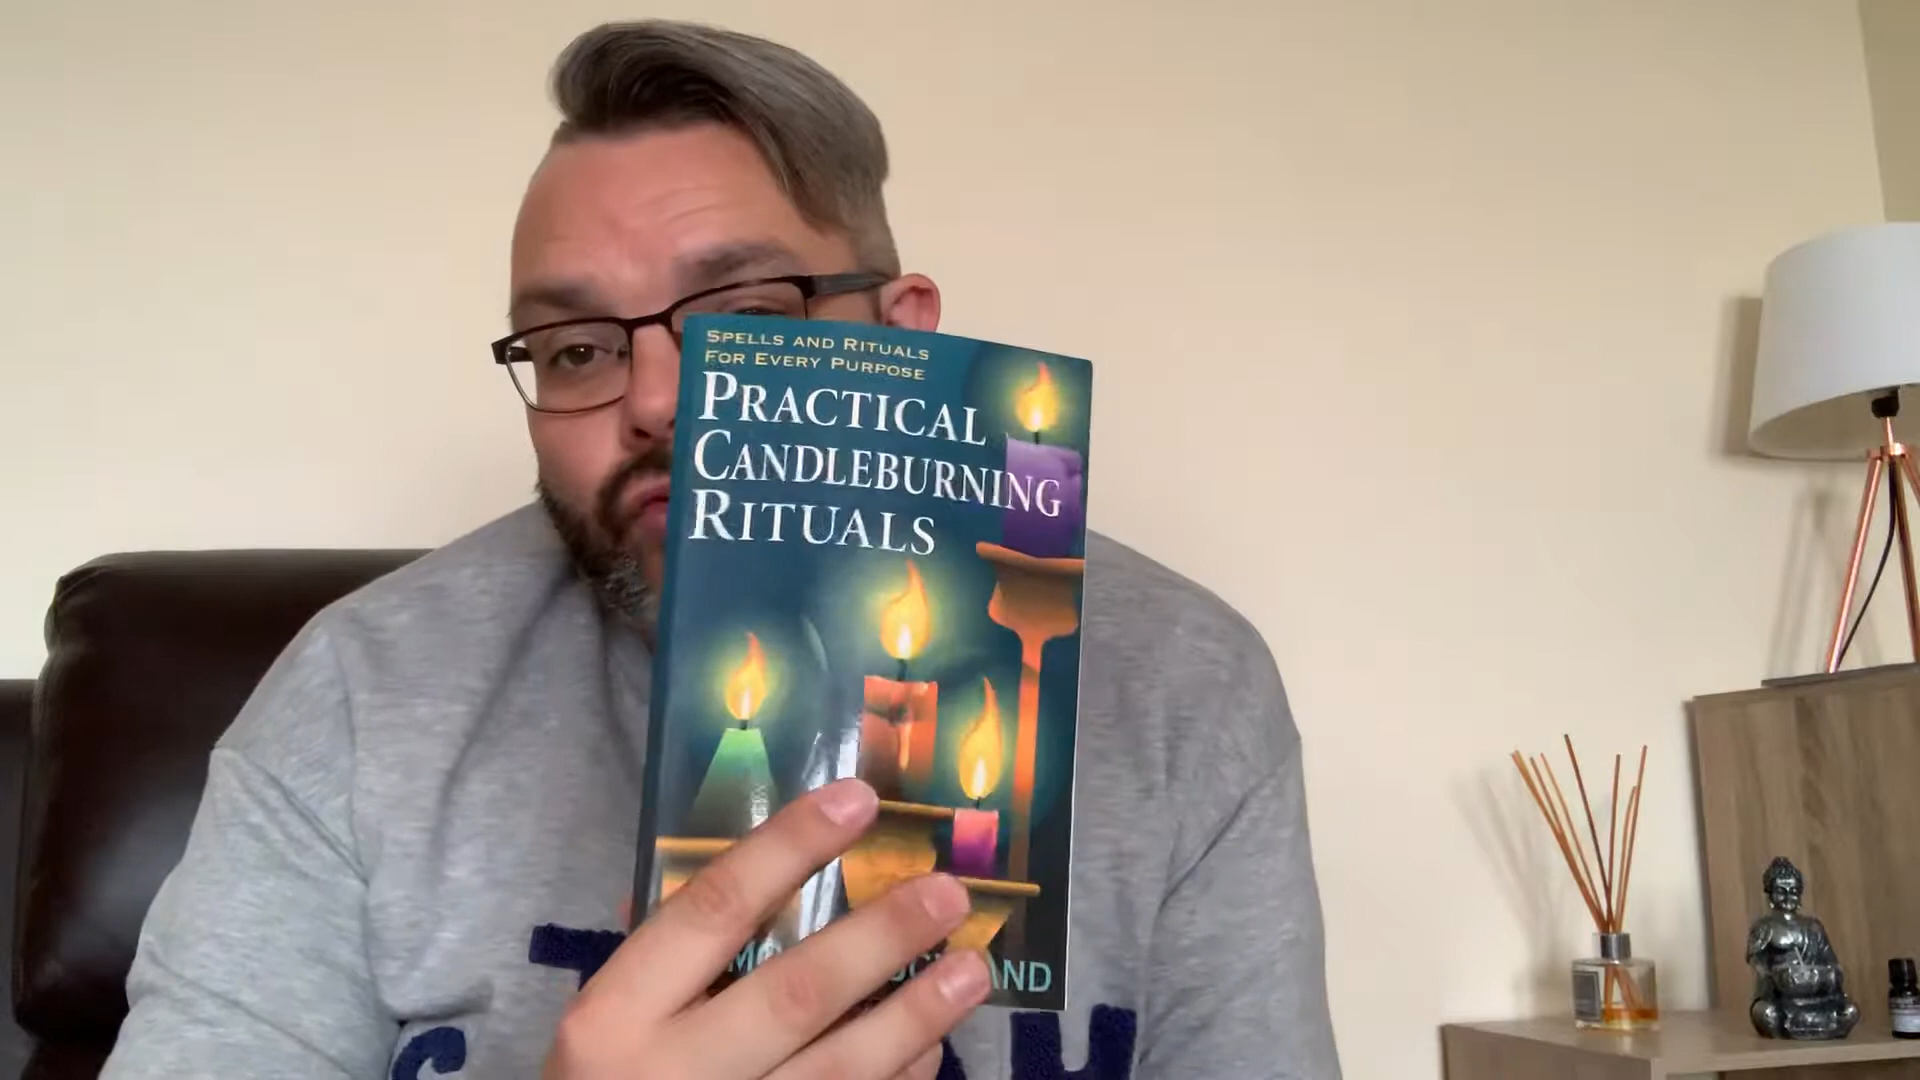 SPELLS AND RITUALS
FOR EVERY PURPOSE
PRACTICAL
CANDLEBURNING
RITUALS